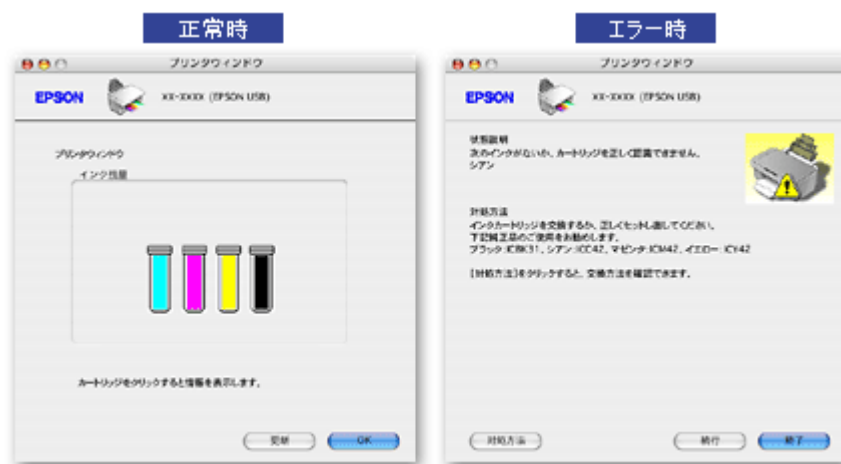 正常時
プリンタウィンドウ
EPSON
XX-XXXX (EPSON USB)
プリンタウィンドウ
インク残量
カートリッジをクリックすると情報を表示します。
更新
OK
エラー時
プリンタウィンドウ
EPSON
XX-XXXX (EPSON USB)
状態説明
次のインクがないか、カートリッジを正しく認識できません。
シアン
対処方法
インクカートリッジを交換するか、正しくセットし直してください。
下記純正品のご使用をお勧めします。
ブラック:ICBK31, シアン:ICC42, マゼンタ:ICM42, イエロー:ICY42
[対処方法]をクリックすると、交換方法を確認できます。
対処方法
続行
終了